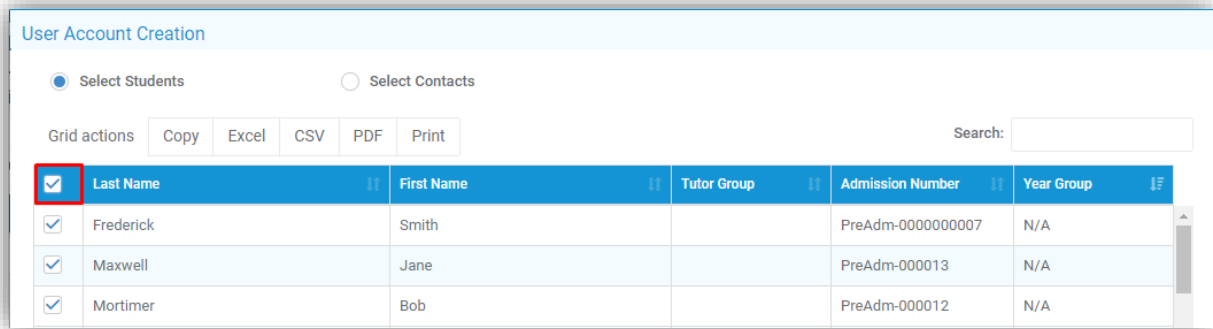 User Account Creation
Select Students Select Contacts
Grid actions Copy Excel CSV PDF Print Search:
Last Name First Name Tutor Group Admission Number Year Group
Frederick Smith PreAdm-0000000007 N/A
Maxwell Jane PreAdm-000013 N/A
Mortimer Bob PreAdm-000012 N/A